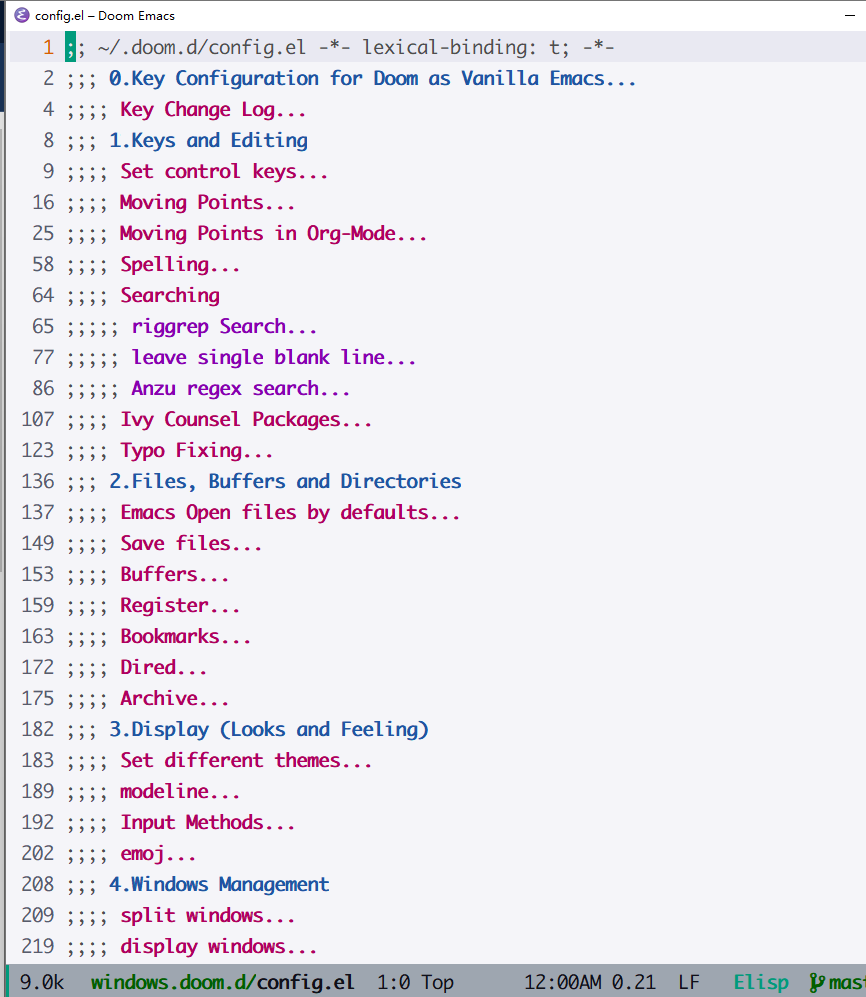 config.el – Doom Emacs
1 ;; ~/.doom.d/config.el -*- lexical-binding: t; -*-
2 ;;; 0.Key Configuration for Doom as Vanilla Emacs...
4 ;;;; Key Change Log...
8 ;;; 1.Keys and Editing
9 ;;;; Set control keys...
16 ;;;; Moving Points...
25 ;;;; Moving Points in Org-Mode...
58 ;;;; Spelling...
64 ;;;; Searching
65 ;;;;; riggrep Search...
77 ;;;;; leave single blank line...
86 ;;;;; Anzu regex search...
107 ;;;; Ivy Counsel Packages...
123 ;;;; Typo Fixing...
136 ;;; 2.Files, Buffers and Directories
137 ;;;; Emacs Open files by defaults...
149 ;;;; Save files...
153 ;;;; Buffers...
159 ;;;; Register...
163 ;;;; Bookmarks...
172 ;;;; Dired...
175 ;;;; Archive...
182 ;;; 3.Display (Looks and Feeling)
183 ;;;; Set different themes...
189 ;;;; modeline...
192 ;;;; Input Methods...
202 ;;;; emoj...
208 ;;; 4.Windows Management
209 ;;;; split windows...
219 ;;;; display windows...
9.0k windows.doom.d/config.el 1:0 Top 12:00AM 0.21 LF Elisp mas